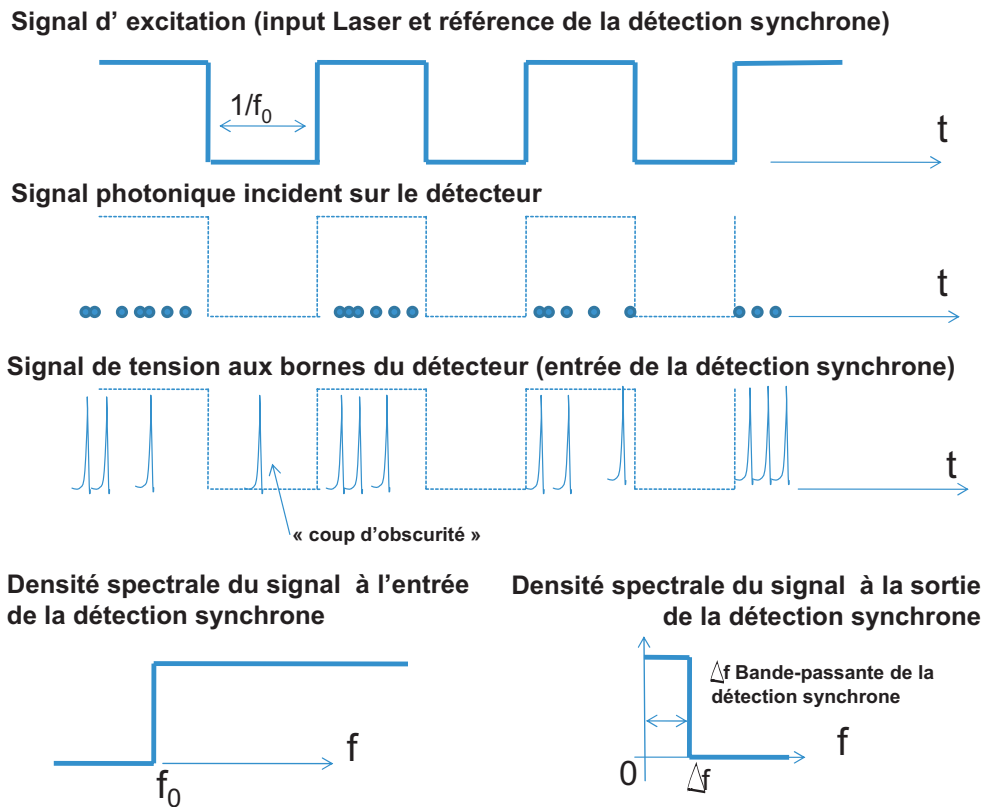 Signal d' excitation (input Laser et référence de la détection synchrone)
1/f0
t
Signal photonique incident sur le détecteur
t
Signal de tension aux bornes du détecteur (entrée de la détection synchrone)
t
« coup d'obscurité »
Densité spectrale du signal à l'entrée
de la détection synchrone
f
f0
Densité spectrale du signal à la sortie
de la détection synchrone
Δf Bande-passante de la
détection synchrone
f
0
Δf